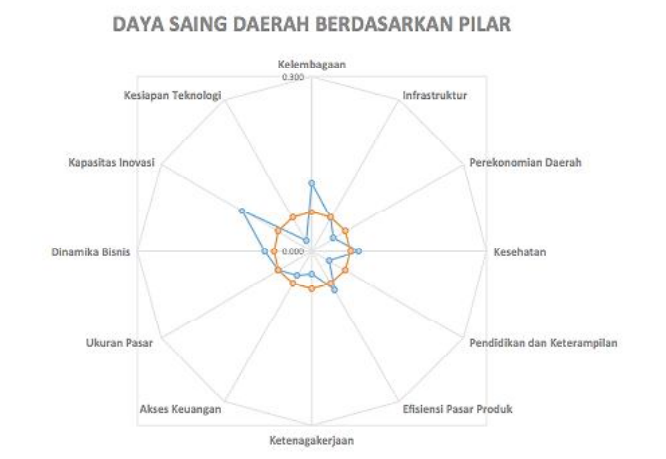 DAYA SAING DAERAH BERDASARKAN PILAR
Kelembagaan
0.300
Kesiapan Teknologi
Infrastruktur
Kapasitas Inovasi
Perekonomian Daerah
Dinamika Bisnis
0.000
Kesehatan
Ukuran Pasar
Pendidikan dan Keterampilan
Akses Keuangan
Efisiensi Pasar Produk
Ketenagakerjaan